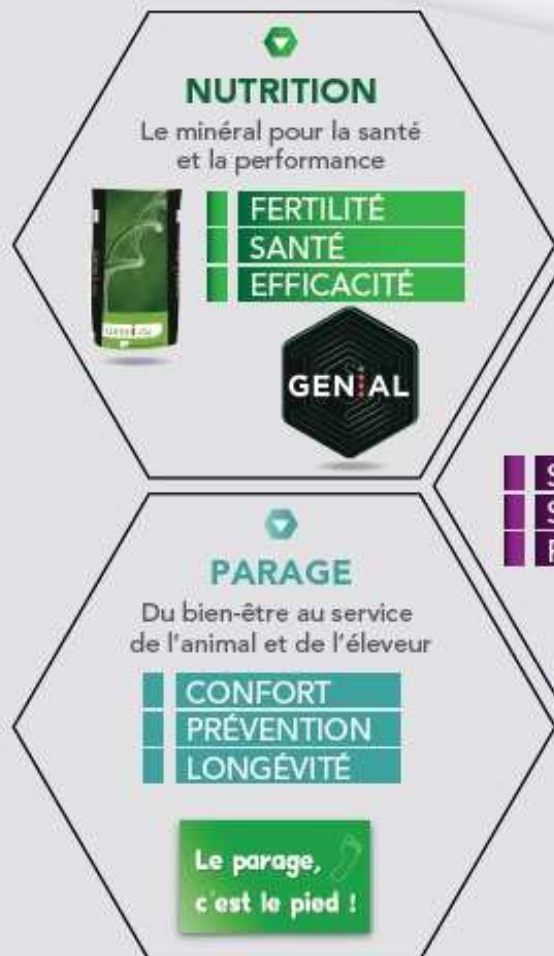 NUTRITION
Le minéral pour la santé
et la performance
FERTILITÉ
SANTÉ
EFFICACITÉ
GENIAL
PARAGE
Du bien-être au service
de l'animal et de l'éleveur
CONFORT
PRÉVENTION
LONGÉVITÉ
Le parage,
c'est le pied !